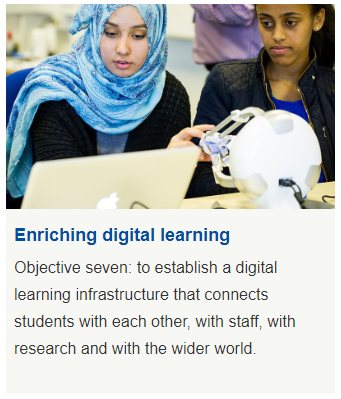 Enriching digital learning
Objective seven: to establish a digital
learning infrastructure that connects
students with each other, with staff, with
research and with the wider world.